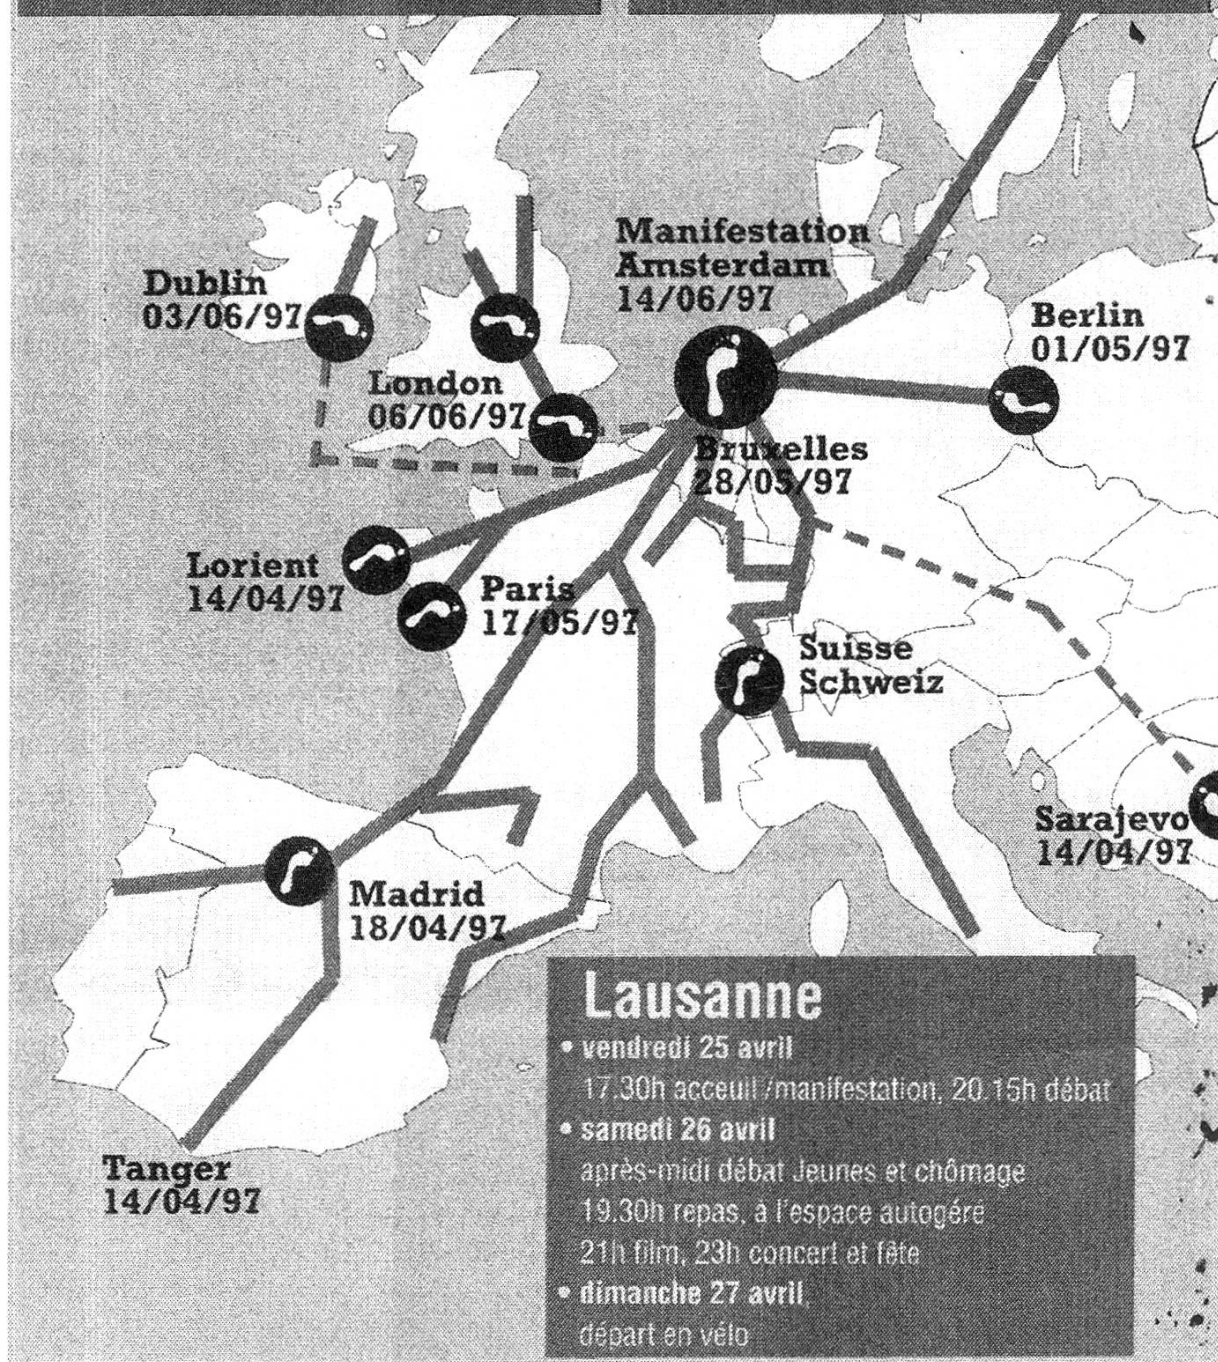 Manifestation
Amsterdam
14/06/97
Dublin
03/06/97
Berlin
01/05/97
London
06/06/97
Bruxelles
28/05/97
Lorient
14/04/97
Paris
17/05/97
Suisse
Schweiz
Sarajevo
14/04/97
Madrid
18/04/97
Tanger
14/04/97
Lausanne
• vendredi 25 avril
17.30h acceuil/manifestation, 20.15h débat
• samedi 26 avril
après-midi débat Jeunes et chômage
19.30h repas, à l'espace autogéré
21h film, 23h concert et fête
• dimanche 27 avril,
départ en vélo